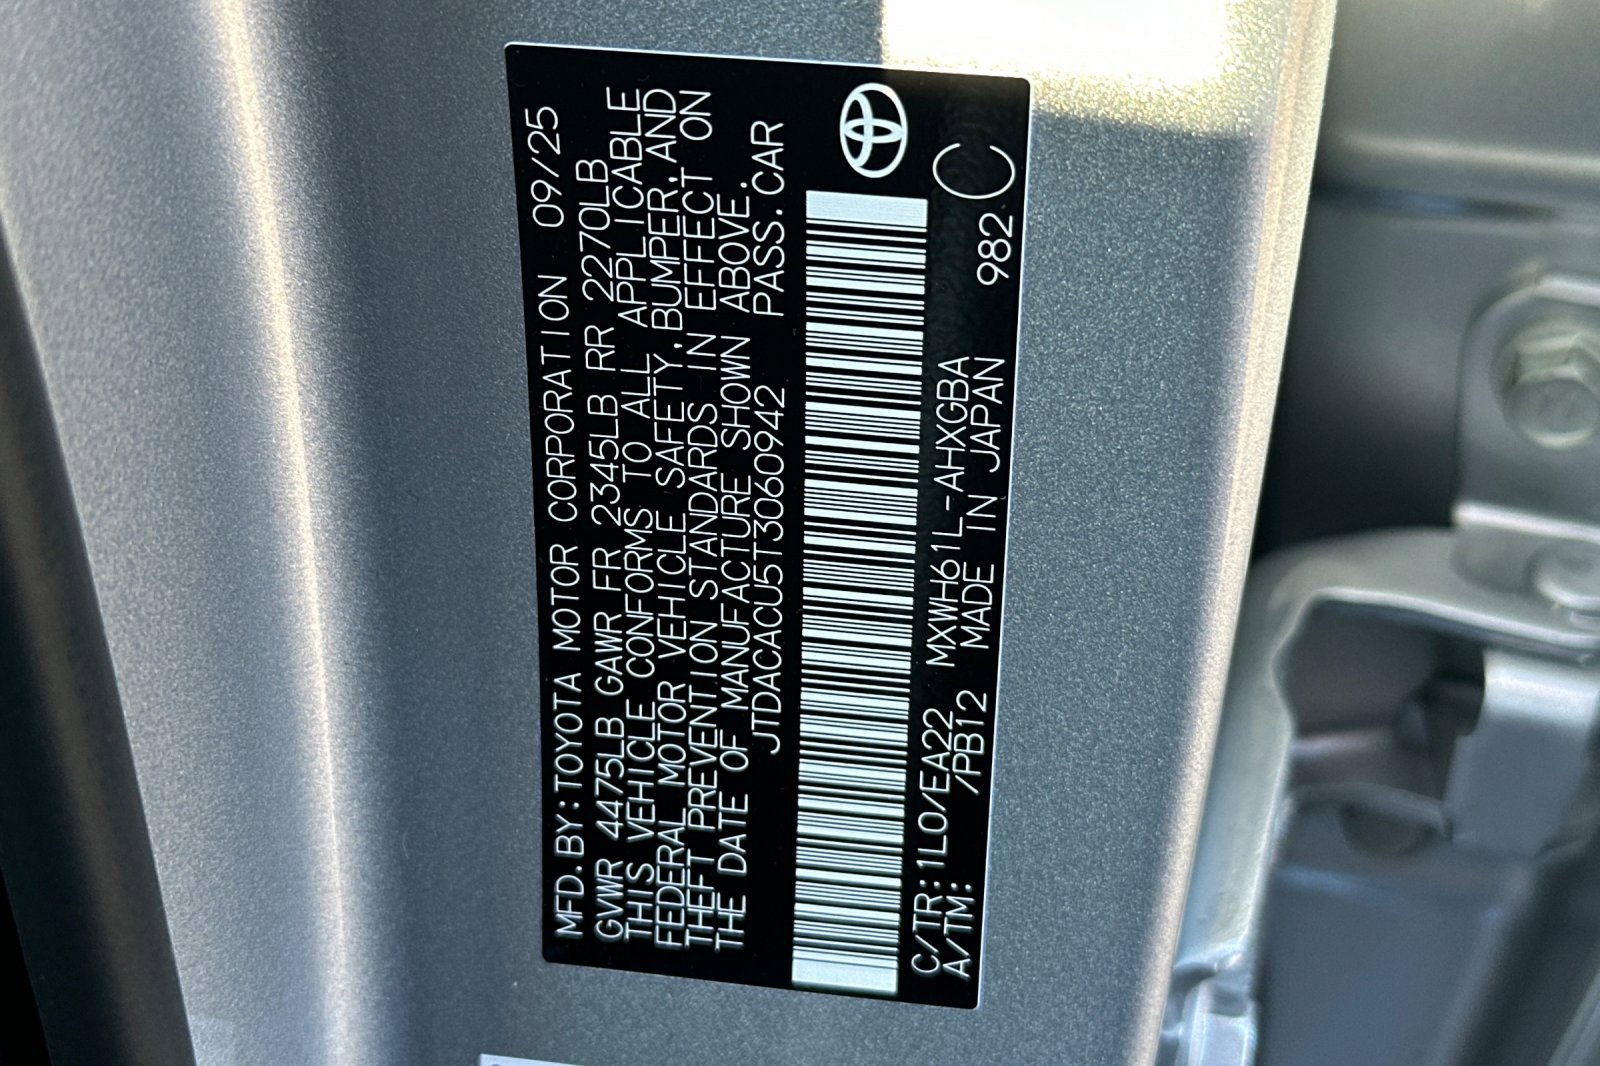 MFD.BY:TOYOTA MOTOR CORPORATION 09/25
GVWR 4475LB GAWR FR 2345LB RR 2270LB
THIS VEHICLE CONFORMS TO ALL APPLICABLE
FEDERAL MOTOR VEHICLE SAFETY,BUMPER,AND
THEFT PREVENTION STANDARDS IN EFFECT ON
THE DATE OF MANUFACTURE SHOWN ABOVE.
JTDACACU5T3060942 PASS.CAR
C/TR:1L0/EA22 MXWH61L-AHXGBA
A/TM: /PB12 MADE IN JAPAN 982 C